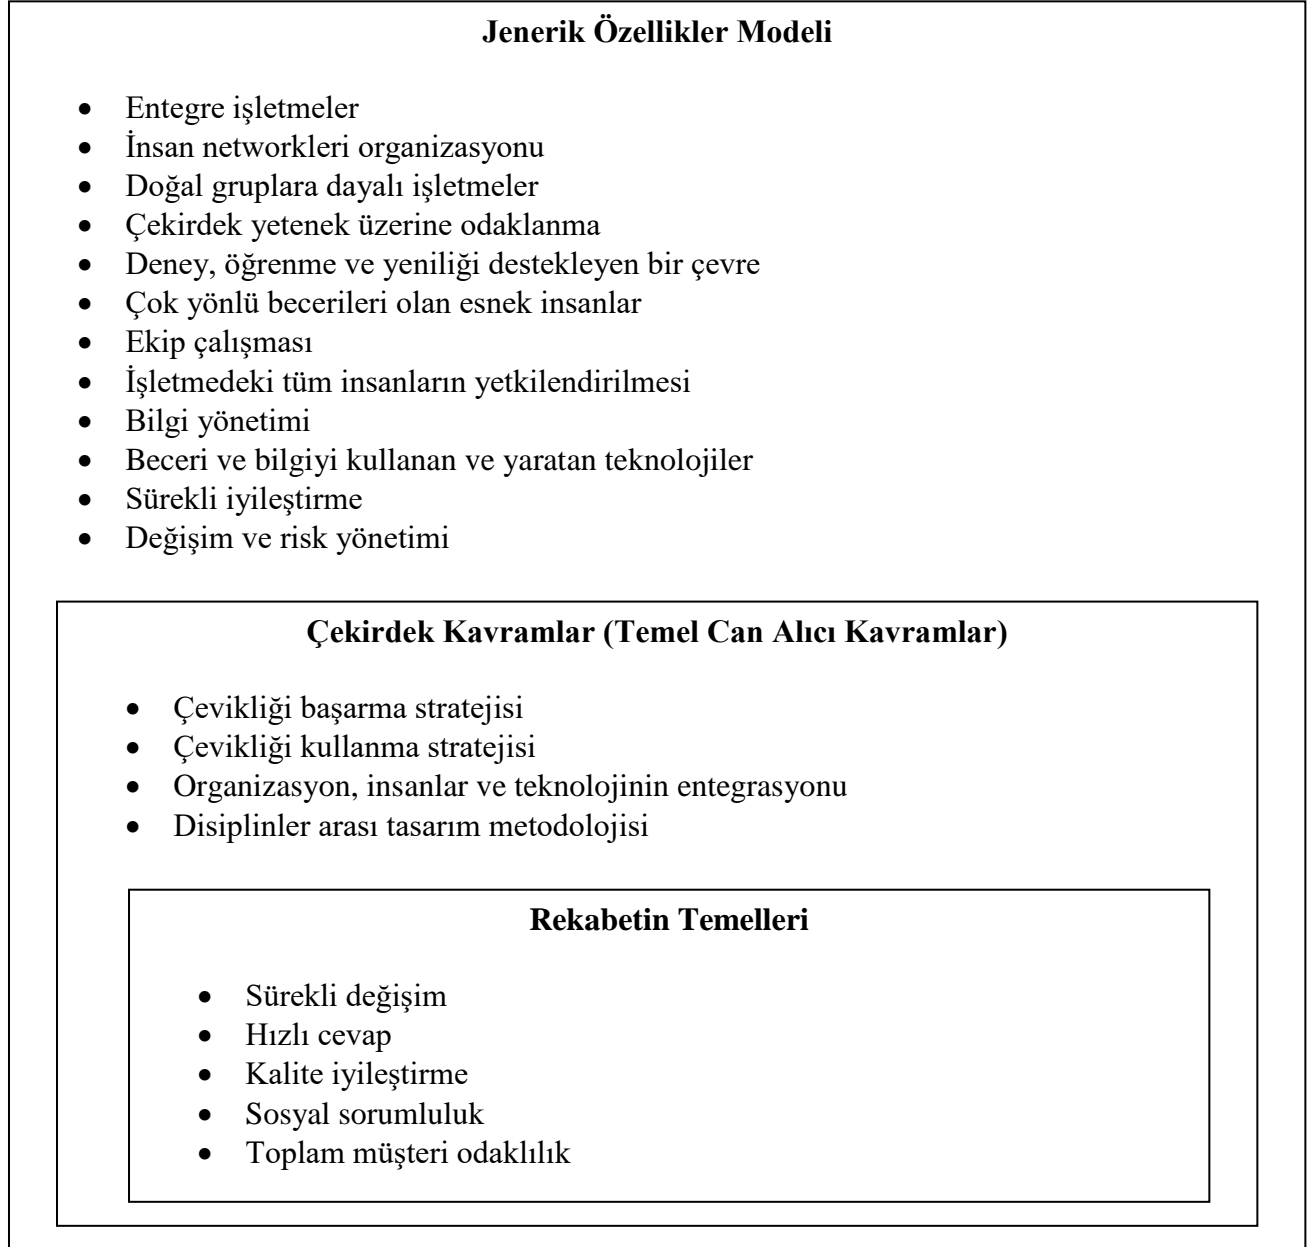 Jenerik Özellikler Modeli
• Entegre işletmeler
• İnsan networkleri organizasyonu
• Doğal gruplara dayalı işletmeler
• Çekirdek yetenek üzerine odaklanma
• Deney, öğrenme ve yeniliği destekleyen bir çevre
• Çok yönlü becerileri olan esnek insanlar
• Ekip çalışması
• İşletmedeki tüm insanların yetkilendirilmesi
• Bilgi yönetimi
• Beceri ve bilgiyi kullanan ve yaratan teknolojiler
• Sürekli iyileştirme
• Değişim ve risk yönetimi
Çekirdek Kavramlar (Temel Can Alıcı Kavramlar)
• Çevikliği başarma stratejisi
• Çevikliği kullanma stratejisi
• Organizasyon, insanlar ve teknolojinin entegrasyonu
• Disiplinler arası tasarım metodolojisi
Rekabetin Temelleri
• Sürekli değişim
• Hızlı cevap
• Kalite iyileştirme
• Sosyal sorumluluk
• Toplam müşteri odaklılık